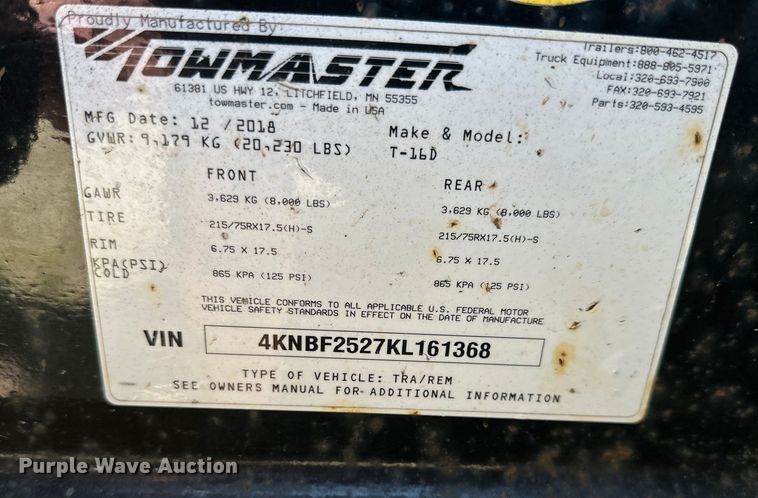 Proudly Manufactured By:
TOWMASTER
61381 US HWY 12, LITCHFIELD, MN 55355
towmaster.com - Made in USA
Trailers:800-462-4517
Truck Equipment:888-805-5971
Local:320-693-7900
FAX:320-693-7921
Parts:320-593-4595
MFG Date: 12 /2018
GVWR: 9,179 KG (20,230 LBS)
Make & Model:
T-16D
FRONT
REAR
GAWR 3,629 KG (8,000 LBS) 3,629 KG (8,000 LBS)
TIRE 215/75RX17.5(H)-S 215/75RX17.5(H)-S
RIM 6.75 X 17.5 6.75 X 17.5
KPA(PSI)
COLD 865 KPA (125 PSI) 865 KPA (125 PSI)
THIS VEHICLE CONFORMS TO ALL APPLICABLE U.S. FEDERAL MOTOR
VEHICLE SAFETY STANDARDS IN EFFECT ON THE DATE OF MANUFACTURE
VIN 4KNBF2527KL161368
TYPE OF VEHICLE: TRA/REM
SEE OWNERS MANUAL FOR ADDITIONAL INFORMATION
Purple Wave Auction